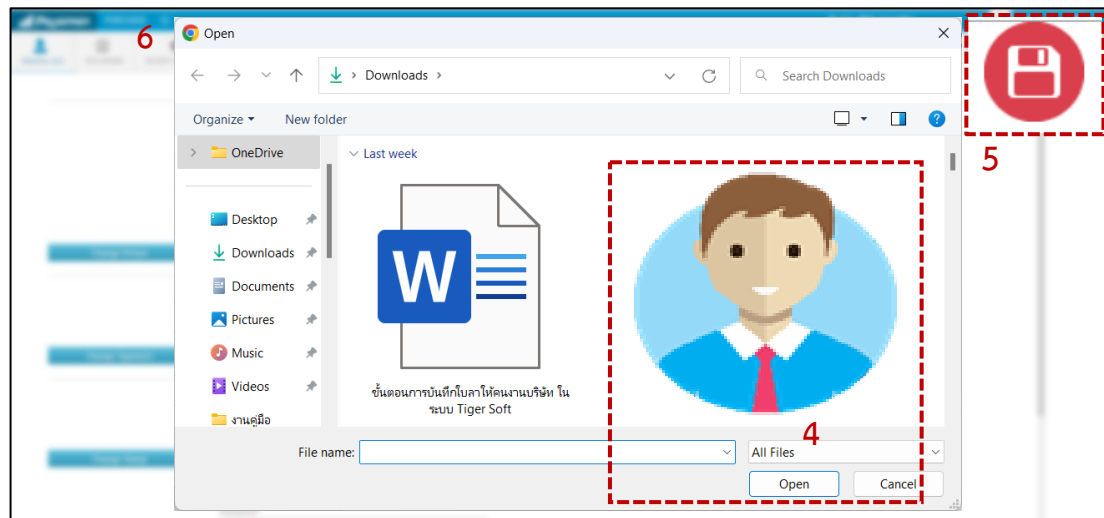 6
Open
Downloads
Search Downloads
Organize
New folder
5
OneDrive
Last week
Desktop
Downloads
Documents
Pictures
Music
Videos
งานคู่มือ
W
ขั้นตอนการบันทึกใบลาให้คนงานบริษัท ใน
ระบบ Tiger Soft
4
File name:
All Files
Open
Cancel